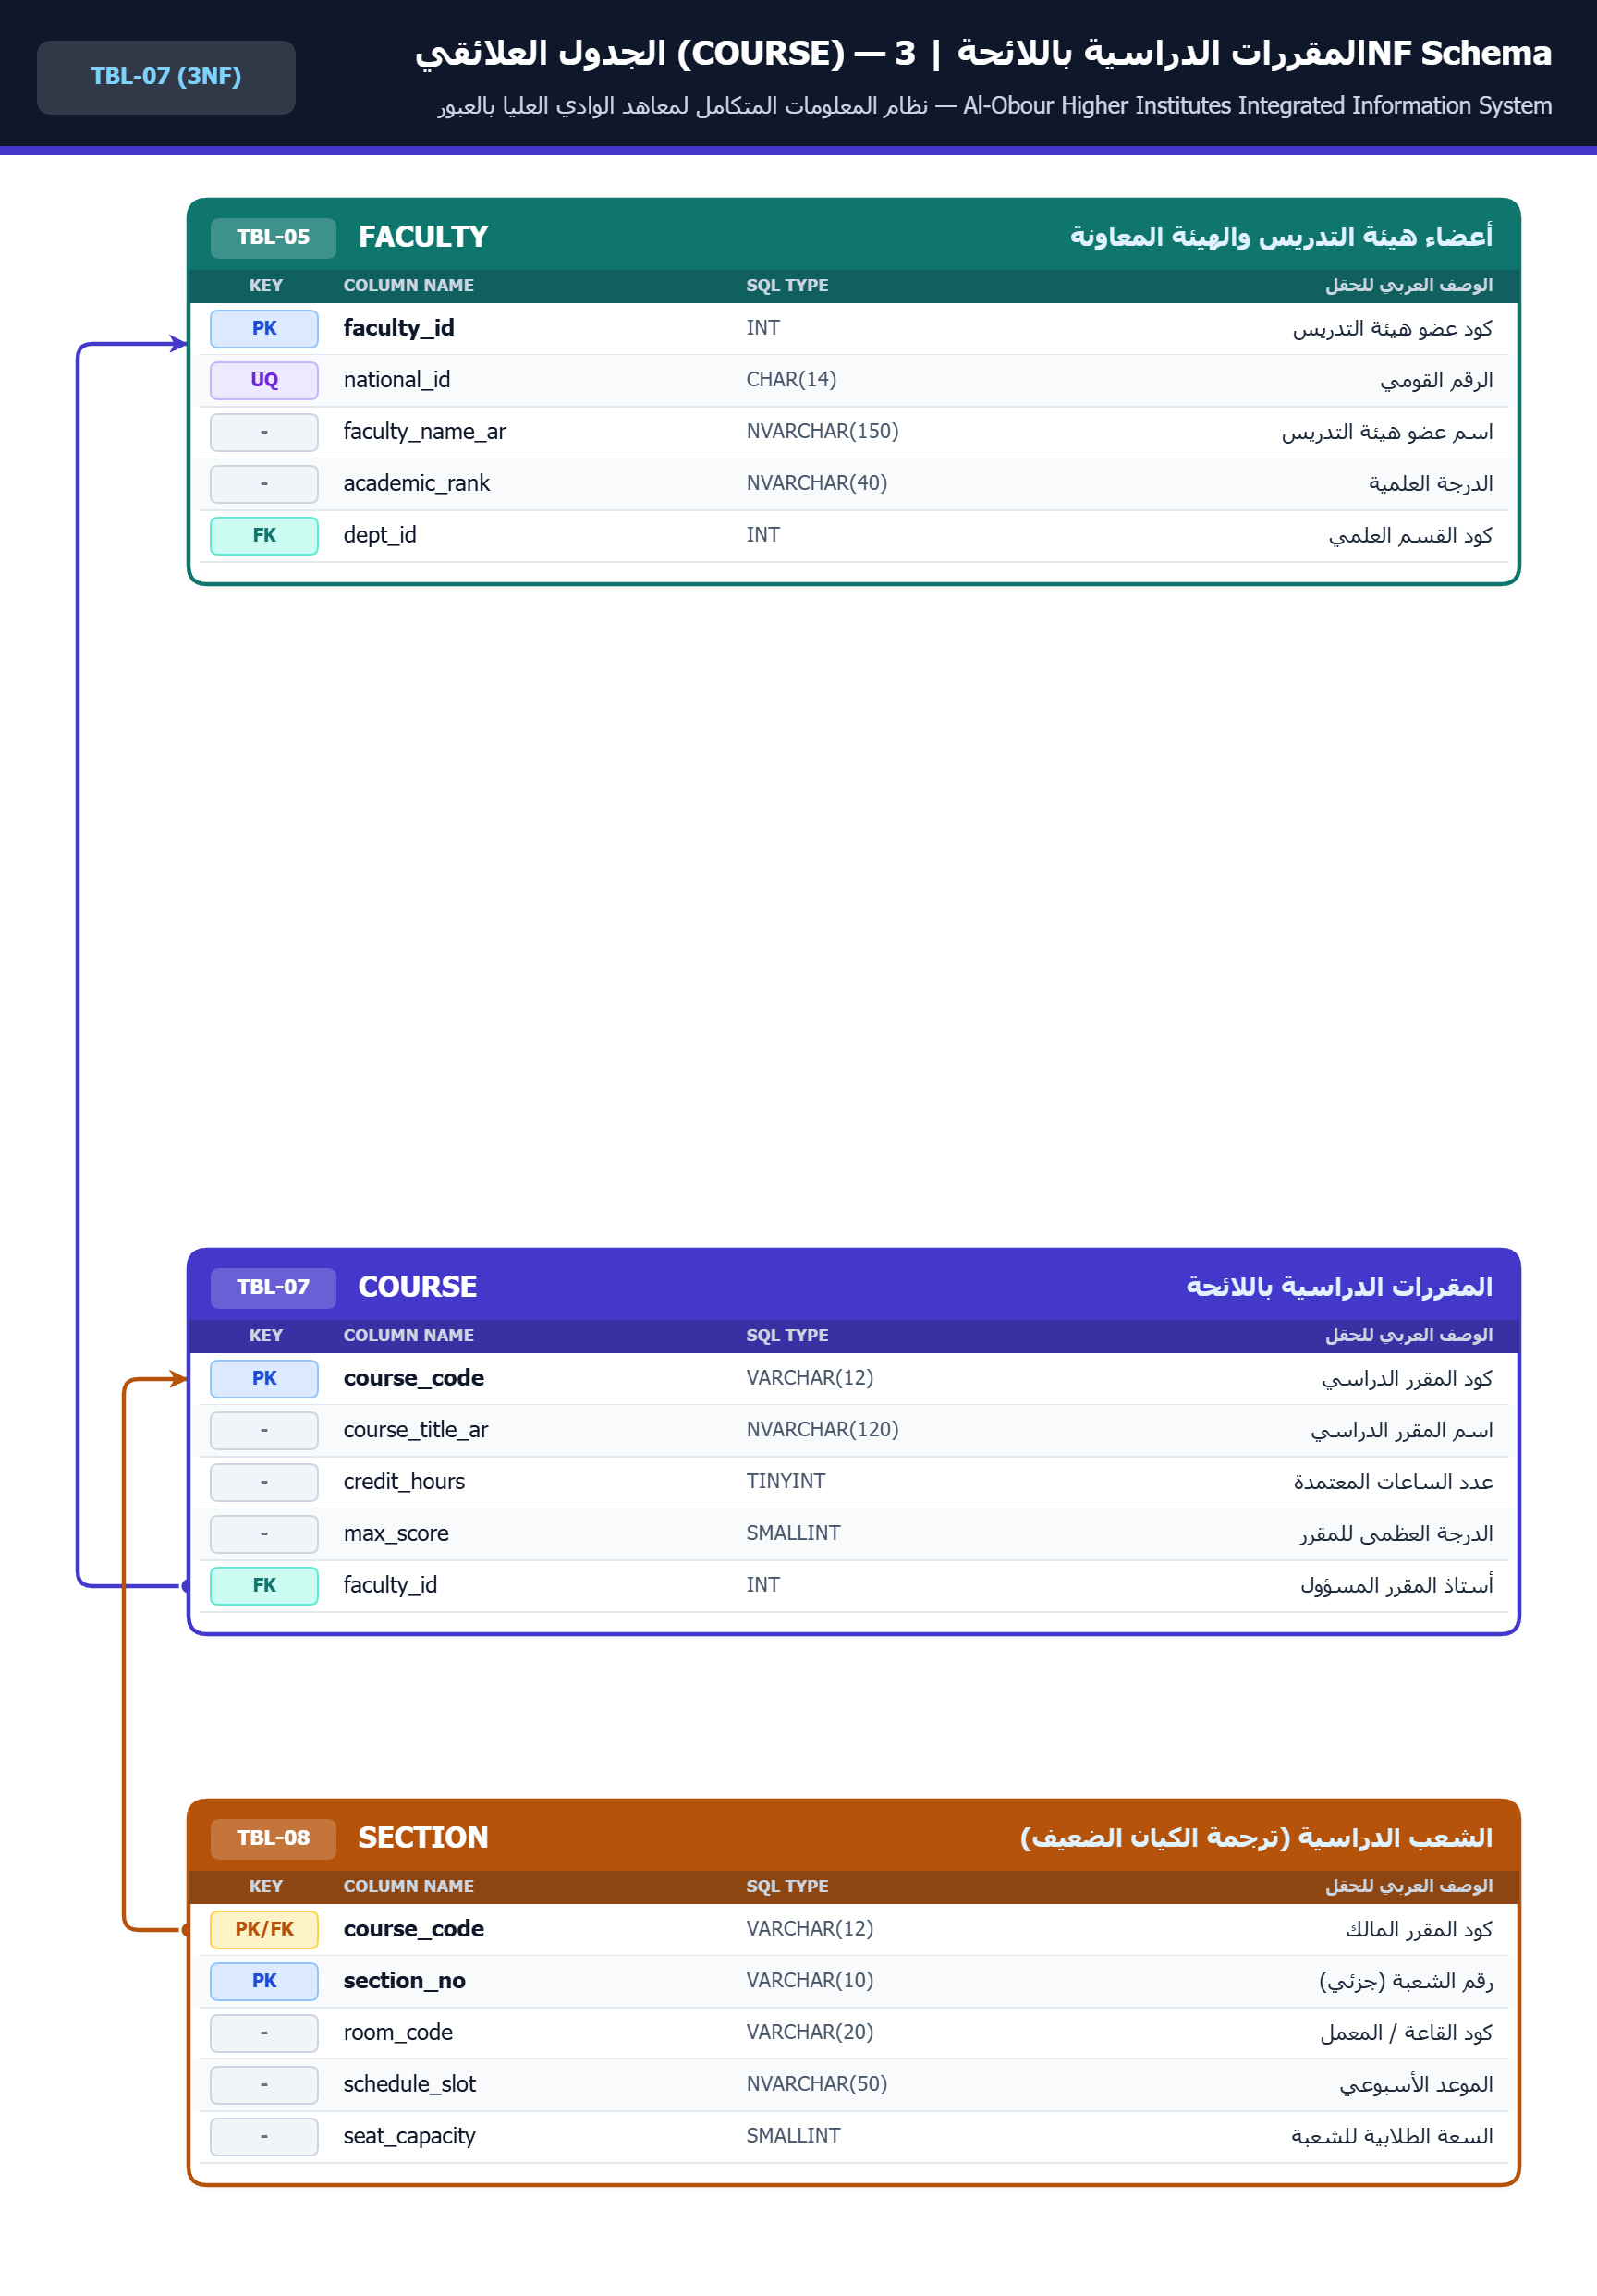 TBL-07 (3NF)
الجدول العلائقي (COURSE) — 3 | المقررات الدراسية باللائحةNF Schema
نظام المعلومات المتكامل لمعاهد الوادي العليا بالعبور — Al-Obour Higher Institutes Integrated Information System
TBL-05 FACULTY أعضاء هيئة التدريس والهيئة المعاونة
KEY COLUMN NAME SQL TYPE الوصف العربي للحقل
PK faculty_id INT كود عضو هيئة التدريس
UQ national_id CHAR(14) الرقم القومي
- faculty_name_ar NVARCHAR(150) اسم عضو هيئة التدريس
- academic_rank NVARCHAR(40) الدرجة العلمية
FK dept_id INT كود القسم العلمي
TBL-07 COURSE المقررات الدراسية باللائحة
KEY COLUMN NAME SQL TYPE الوصف العربي للحقل
PK course_code VARCHAR(12) كود المقرر الدراسي
- course_title_ar NVARCHAR(120) اسم المقرر الدراسي
- credit_hours TINYINT عدد الساعات المعتمدة
- max_score SMALLINT الدرجة العظمى للمقرر
FK faculty_id INT أستاذ المقرر المسؤول
TBL-08 SECTION الشعب الدراسية (ترجمة الكيان الضعيف)
KEY COLUMN NAME SQL TYPE الوصف العربي للحقل
PK/FK course_code VARCHAR(12) كود المقرر المالك
PK section_no VARCHAR(10) رقم الشعبة (جزئي)
- room_code VARCHAR(20) كود القاعة / المعمل
- schedule_slot NVARCHAR(50) الموعد الأسبوعي
- seat_capacity SMALLINT السعة الطلابية للشعبة